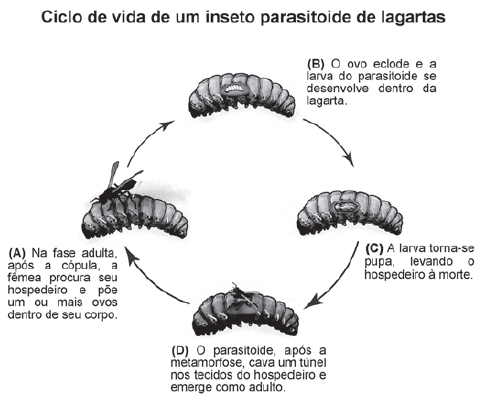 Ciclo de vida de um inseto parasitoide de lagartas
(B) O ovo eclode e a
larva do parasitoide se
desenvolve dentro da
lagarta.
(A) Na fase adulta,
após a cópula, a
fêmea procura seu
hospedeiro e põe
um ou mais ovos
dentro de seu corpo.
(C) A larva torna-se
pupa, levando o
hospedeiro à morte.
(D) O parasitoide, após a
metamorfose, cava um túnel
nos tecidos do hospedeiro e
emerge como adulto.